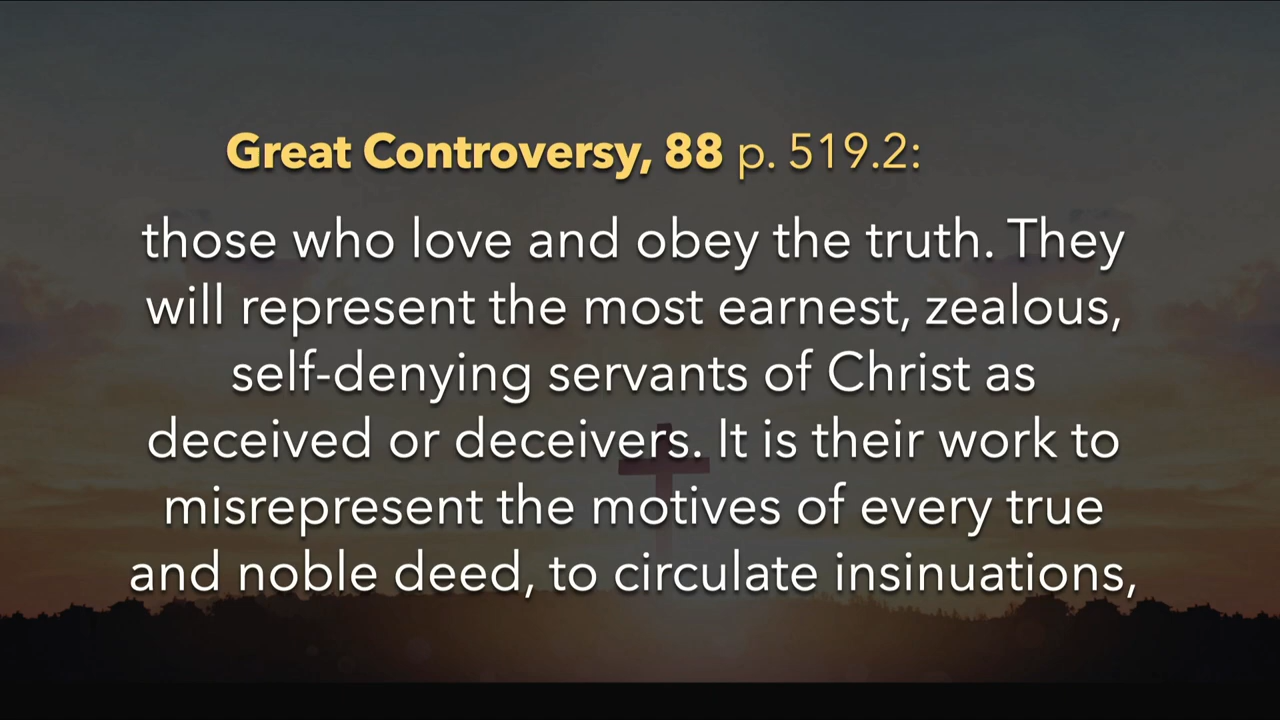 Great Controversy, 88 p. 519.2:
those who love and obey the truth. They
will represent the most earnest, zealous,
self-denying servants of Christ as
deceived or deceivers. It is their work to
misrepresent the motives of every true
and noble deed, to circulate insinuations,